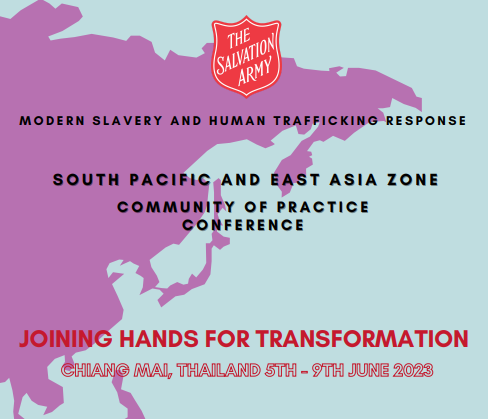 THE
SALVATION
ARMY
MODERN SLAVERY AND HUMAN TRAFFICKING RESPONSE
SOUTH PACIFIC AND EAST ASIA ZONE
COMMUNITY OF PRACTICE
CONFERENCE
JOINING HANDS FOR TRANSFORMATION
CHIANG MAI, THAILAND 5TH - 9TH JUNE 2023